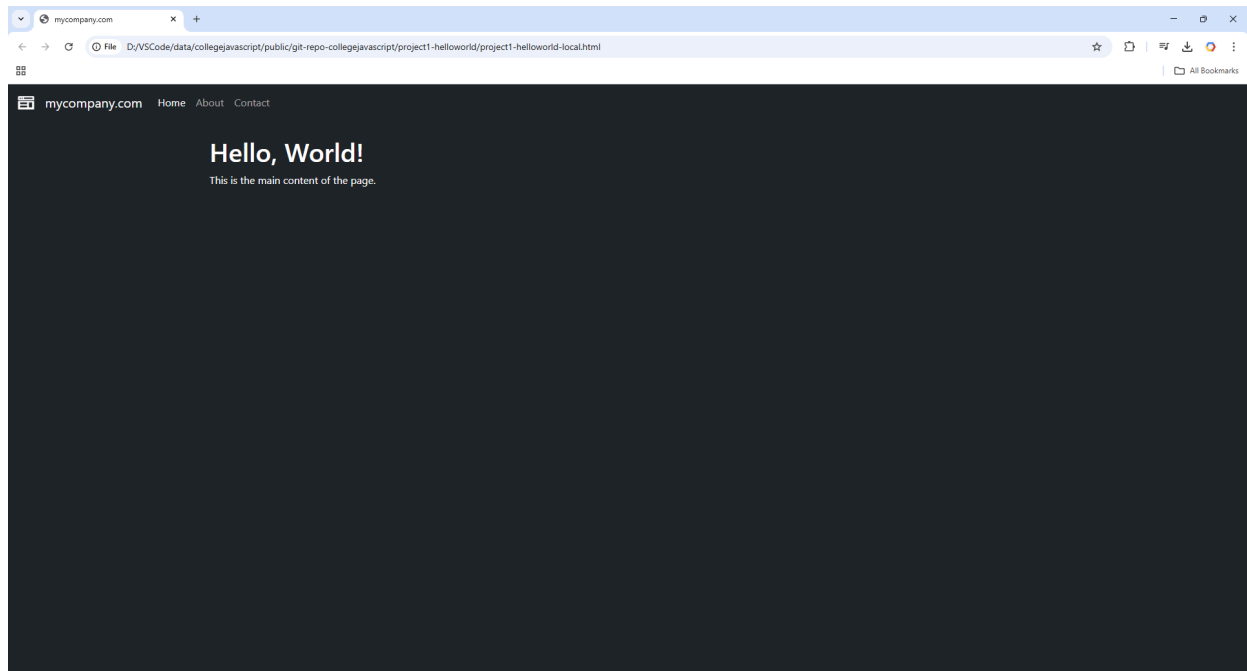 mycompany.com
File D:/VSCode/data/collegejavascript/public/git-repo-collegejavascript/project1-helloworld/project1-helloworld-local.html
All Bookmarks
mycompany.com Home About Contact
Hello, World!
This is the main content of the page.